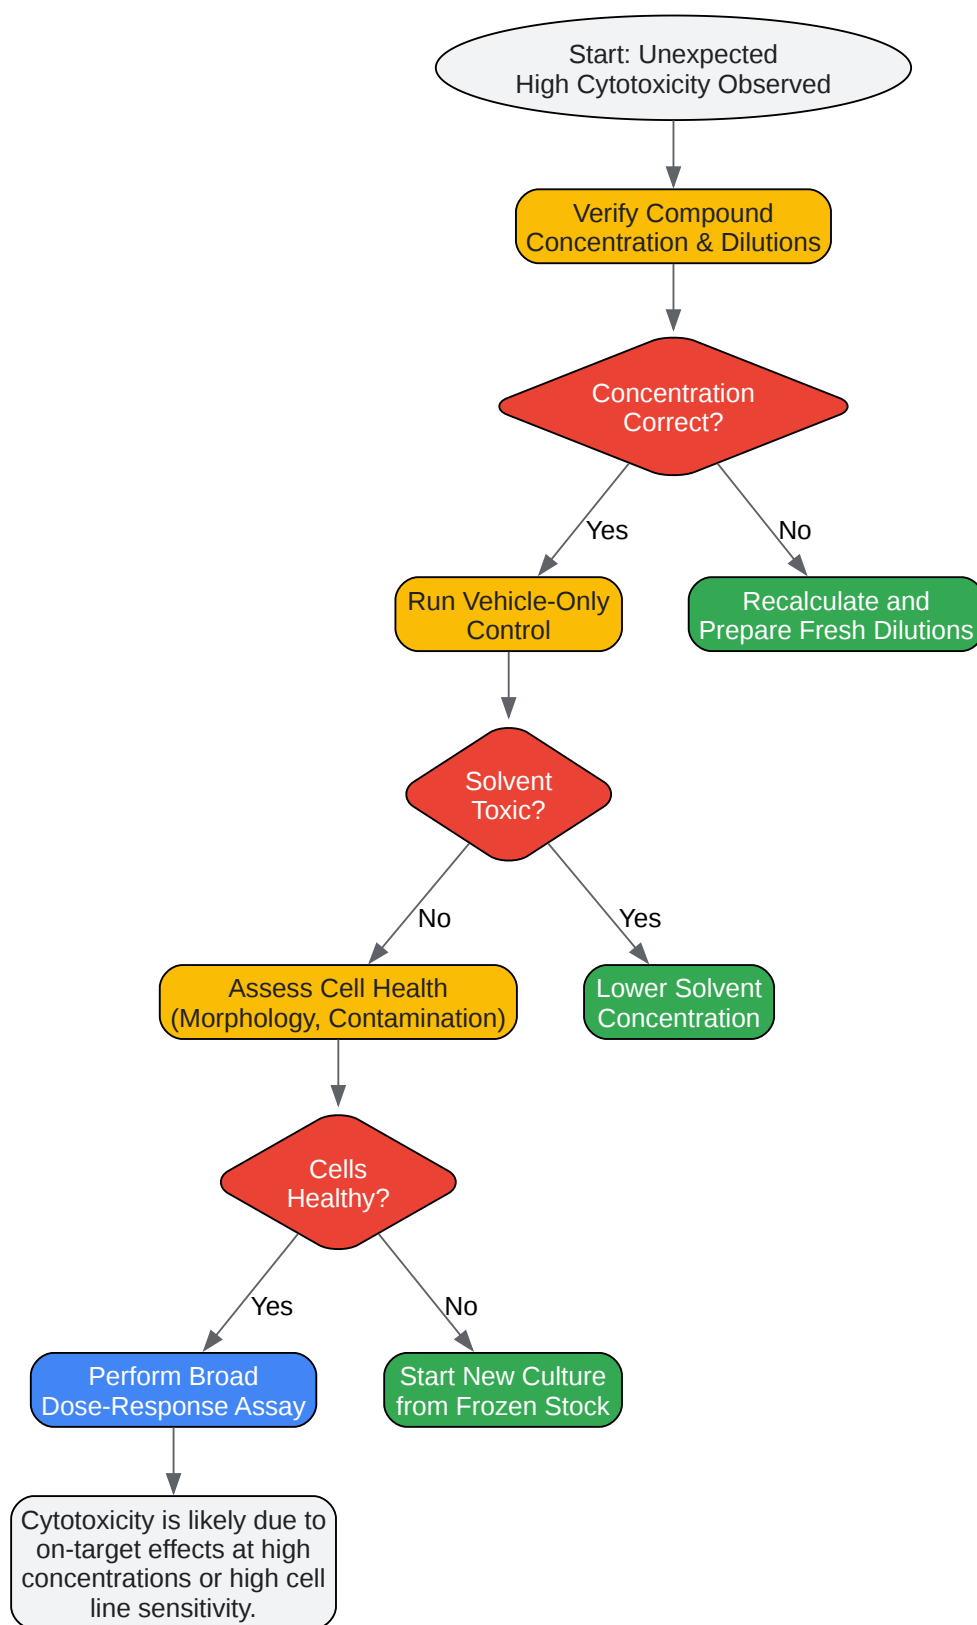 Start: Unexpected
High Cytotoxicity Observed
Verify Compound
Concentration & Dilutions
Concentration
Correct?
Yes
No
Run Vehicle-Only
Control
Recalculate and
Prepare Fresh Dilutions
Solvent
Toxic?
No
Yes
Assess Cell Health
(Morphology, Contamination)
Lower Solvent
Concentration
Cells
Healthy?
Yes
No
Perform Broad
Dose-Response Assay
Start New Culture
from Frozen Stock
Cytotoxicity is likely due to
on-target effects at high
concentrations or high cell
line sensitivity.